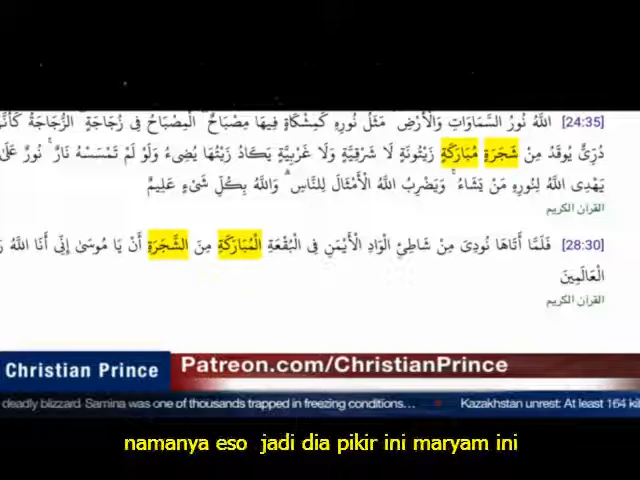 [24:35] اللَّهُ نُورُ السَّمَاوَاتِ وَالْأَرْضِ ۚ مَثَلُ نُورِهِ كَمِشْكَاةٍ فِيهَا مِصْبَاحٌ ۖ الْمِصْبَاحُ فِي زُجَاجَةٍ ۖ الزُّجَاجَةُ كَأَنَّ
دُرِّيٌّ يُوقَدُ مِنْ شَجَرَةٍ مُبَارَكَةٍ زَيْتُونَةٍ لَا شَرْقِيَّةٍ وَلَا غَرْبِيَّةٍ يَكَادُ زَيْتُهَا يُضِيءُ وَلَوْ لَمْ تَمْسَسْهُ نَارٌ ۚ نُورٌ عَلَىٰ
يَهْدِي اللَّهُ لِنُورِهِ مَنْ يَشَاءُ ۚ وَيَضْرِبُ اللَّهُ الْأَمْثَالَ لِلنَّاسِ ۗ وَاللَّهُ بِكُلِّ شَيْءٍ عَلِيمٌ
القرآن الكريم
[28:30] فَلَمَّا أَتَاهَا نُودِيَ مِنْ شَاطِئِ الْوَادِ الْأَيْمَنِ فِي الْبُقْعَةِ الْمُبَارَكَةِ مِنَ الشَّجَرَةِ أَنْ يَا مُوسَىٰ إِنِّي أَنَا اللَّهُ
الْعَالَمِينَ
القرآن الكريم
Christian Prince Patreon.com/ChristianPrince
deadly blizzard. Samina was one of thousands trapped in freezing conditions... Kazakhstan unrest: At least 164 kil
namanya eso jadi dia pikir ini maryam ini